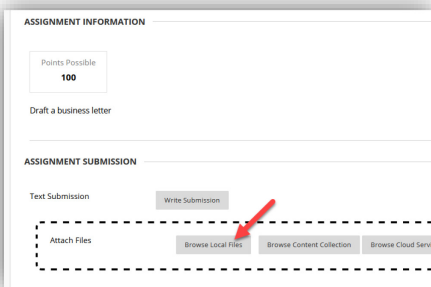 ASSIGNMENT INFORMATION
Points Possible
100
Draft a business letter
ASSIGNMENT SUBMISSION
Text Submission
Write Submission
Attach Files
Browse Local Files
Browse Content Collection
Browse Cloud Servi